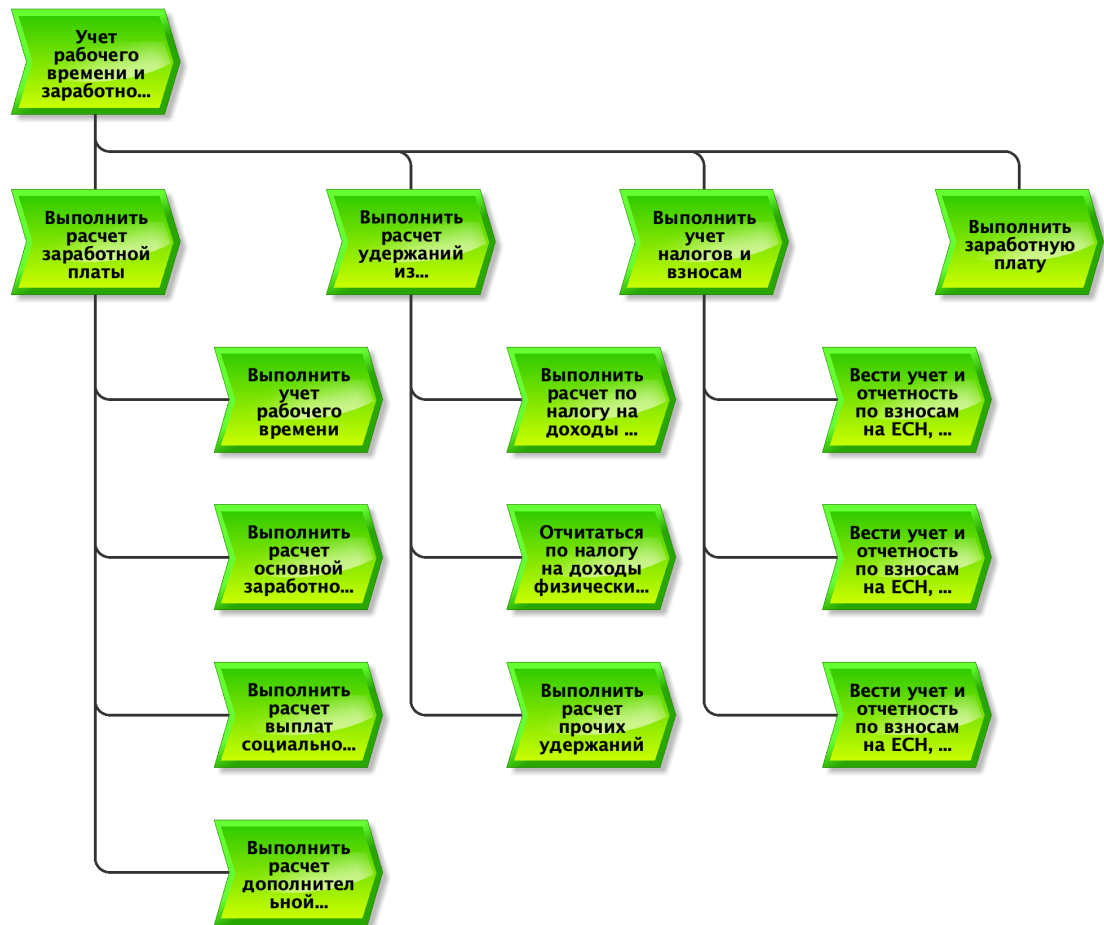 Учет
рабочего
времени и
заработно...
Выполнить
расчет
заработной
платы
Выполнить
расчет
удержаний
из...
Выполнить
учет
налогов и
взносам
Выполнить
заработную
плату
Выполнить
учет
рабочего
времени
Выполнить
расчет по
налогу на
доходы ...
Вести учет и
отчетность
по взносам
на ЕСН, ...
Выполнить
расчет
основной
заработно...
Отчитаться
по налогу
на доходы
физически...
Вести учет и
отчетность
по взносам
на ЕСН, ...
Выполнить
расчет
выплат
социально...
Выполнить
расчет
прочих
удержаний
Вести учет и
отчетность
по взносам
на ЕСН, ...
Выполнить
расчет
дополнител
ьной...